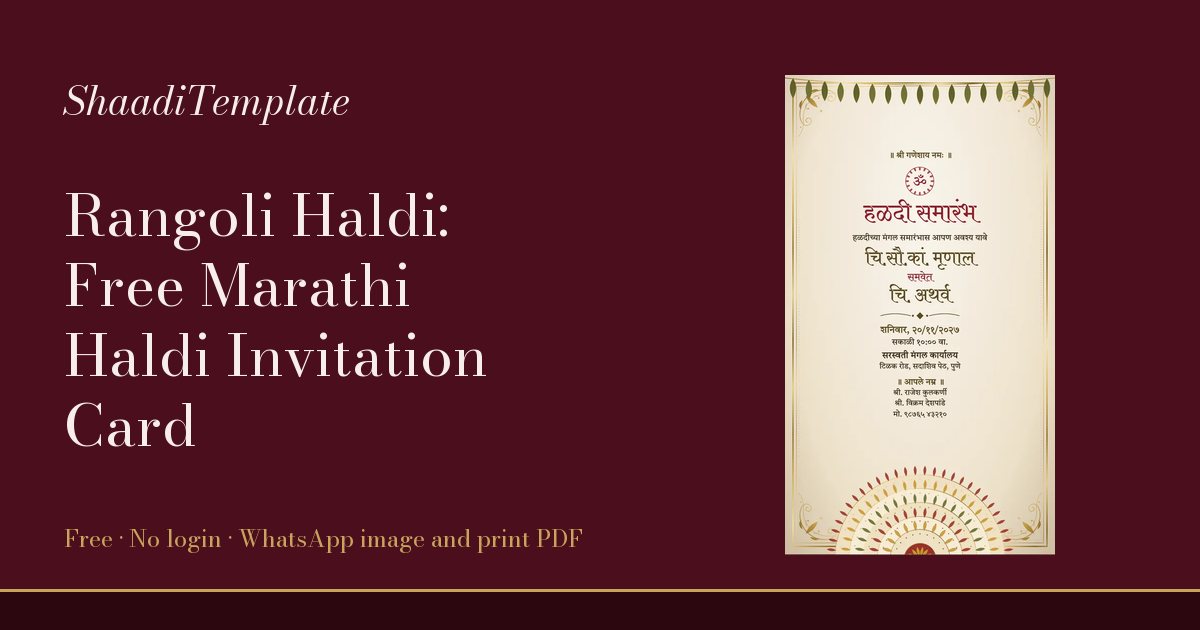 ShaadiTemplate
Rangoli Haldi:
Free Marathi
Haldi Invitation
Card
Free · No login · WhatsApp image and print PDF
॥ श्री गणेशाय नमः ॥
ॐ
हळदी समारंभ
हळदीच्या मंगल समारंभास आपण अवश्य यावे
चि.सौ.कां. मृणाल
समवेत
चि. अथर्व
शनिवार, २०/११/२०२७
सकाळी १०:०० वा.
सरस्वती मंगल कार्यालय
टिळक रोड, सदाशिव पेठ, पुणे
॥ आपले नम्र ॥
श्री. राजेश कुलकर्णी
श्री. विक्रम देशपांडे
मो. ९८७६५ ४३२१०